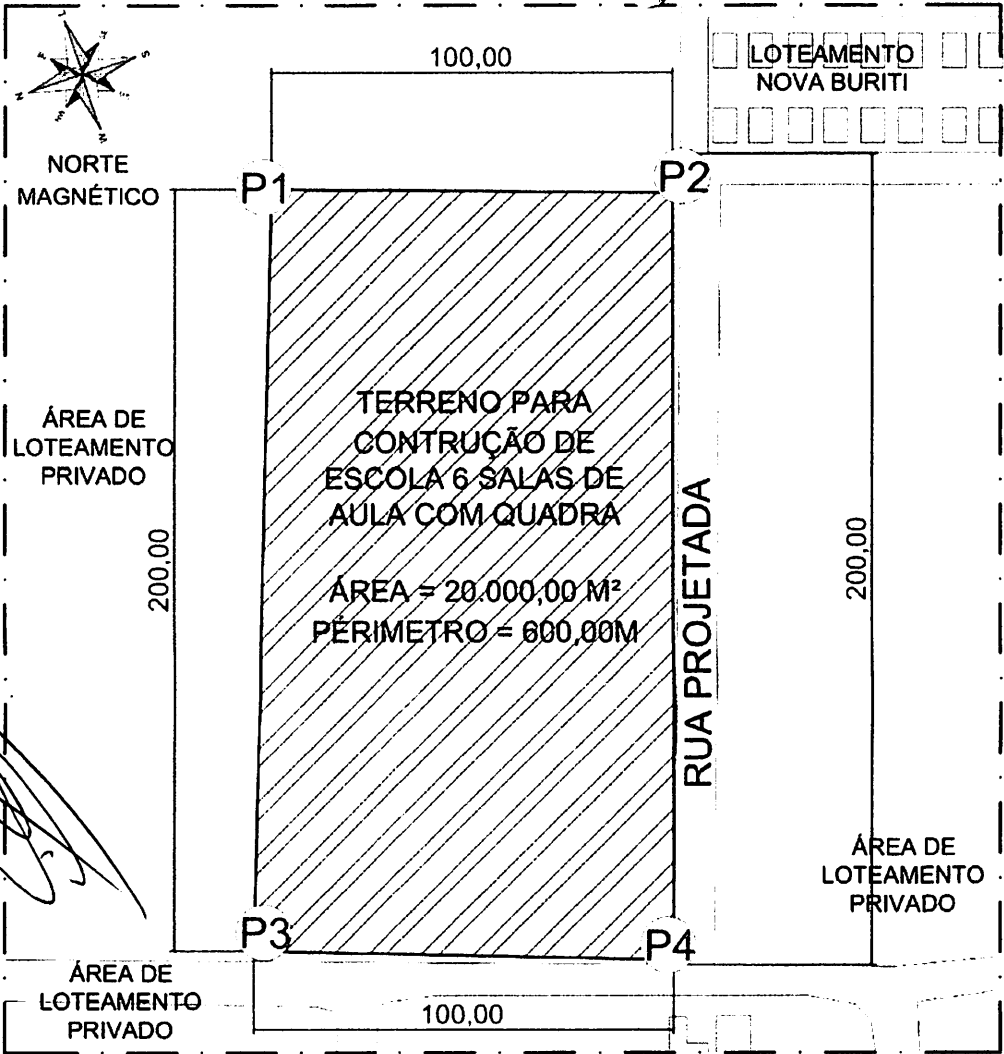 100,00
LOTEAMENTO
NOVA BURITI
NORTE
MAGNÉTICO
P1
P2
ÁREA DE
LOTEAMENTO
PRIVADO
TERRENO PARA
CONTRUÇÃO DE
ESCOLA 6 SALAS DE
AULA COM QUADRA
ÁREA = 20.000,00 M²
PÉRIMETRO = 600,00M
200,00
RUA PROJETADA
200,00
ÁREA DE
LOTEAMENTO
PRIVADO
P3
P4
ÁREA DE
LOTEAMENTO
PRIVADO
100,00